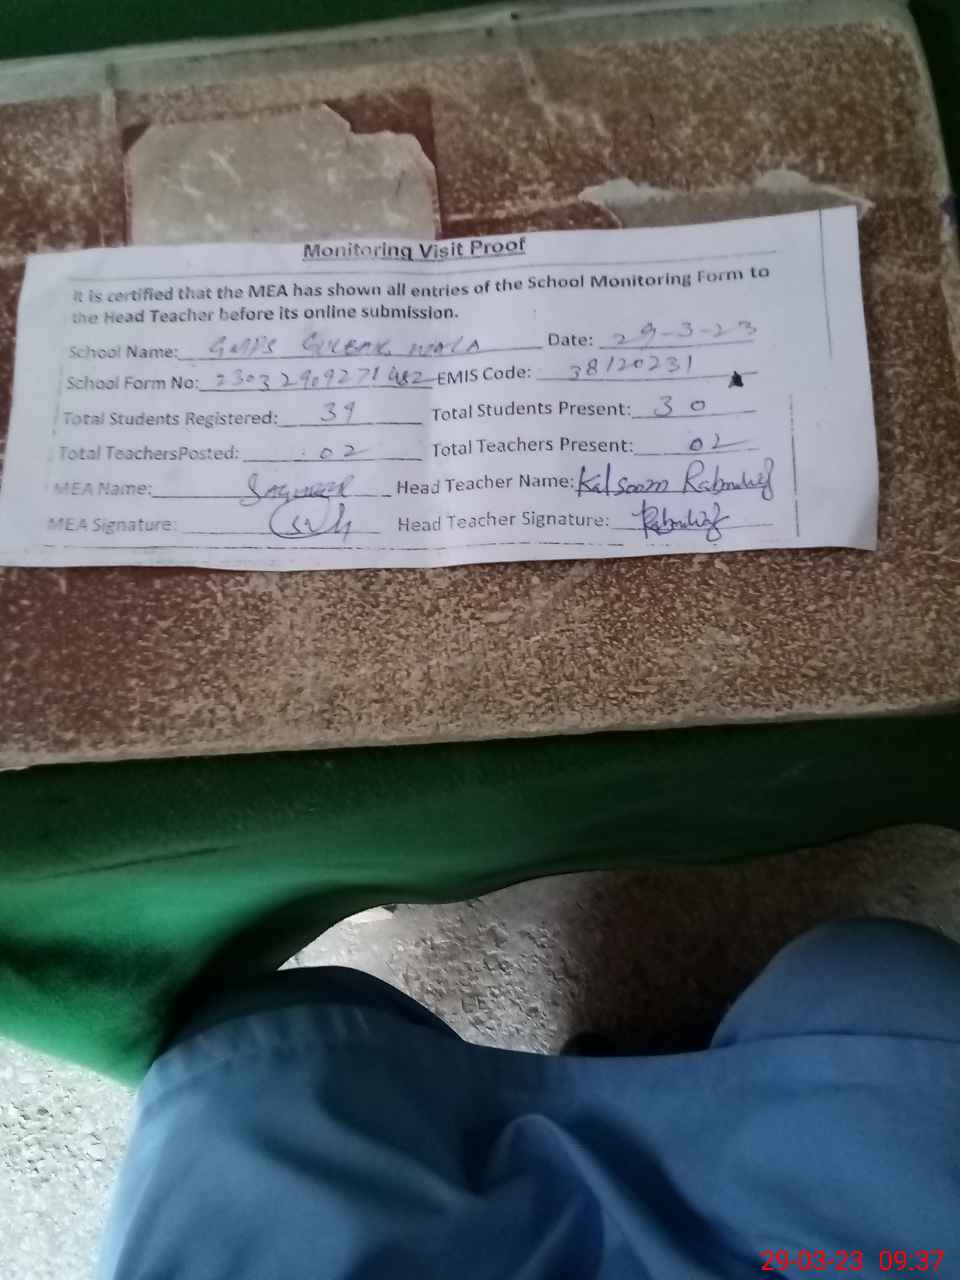 Monitoring Visit Proof
It is certified that the MEA has shown all entries of the School Monitoring Form to
the Head Teacher before its online submission.
School Name: GMPS WALA Date: 29-3-23
School Form No: EMIS Code: 38120231
Total Students Registered: 39 Total Students Present: 30
Total TeachersPosted: 02 Total Teachers Present: 02
MEA Name: Head Teacher Name: Kalsoom
MEA Signature: Head Teacher Signature:
29-03-23 09:37